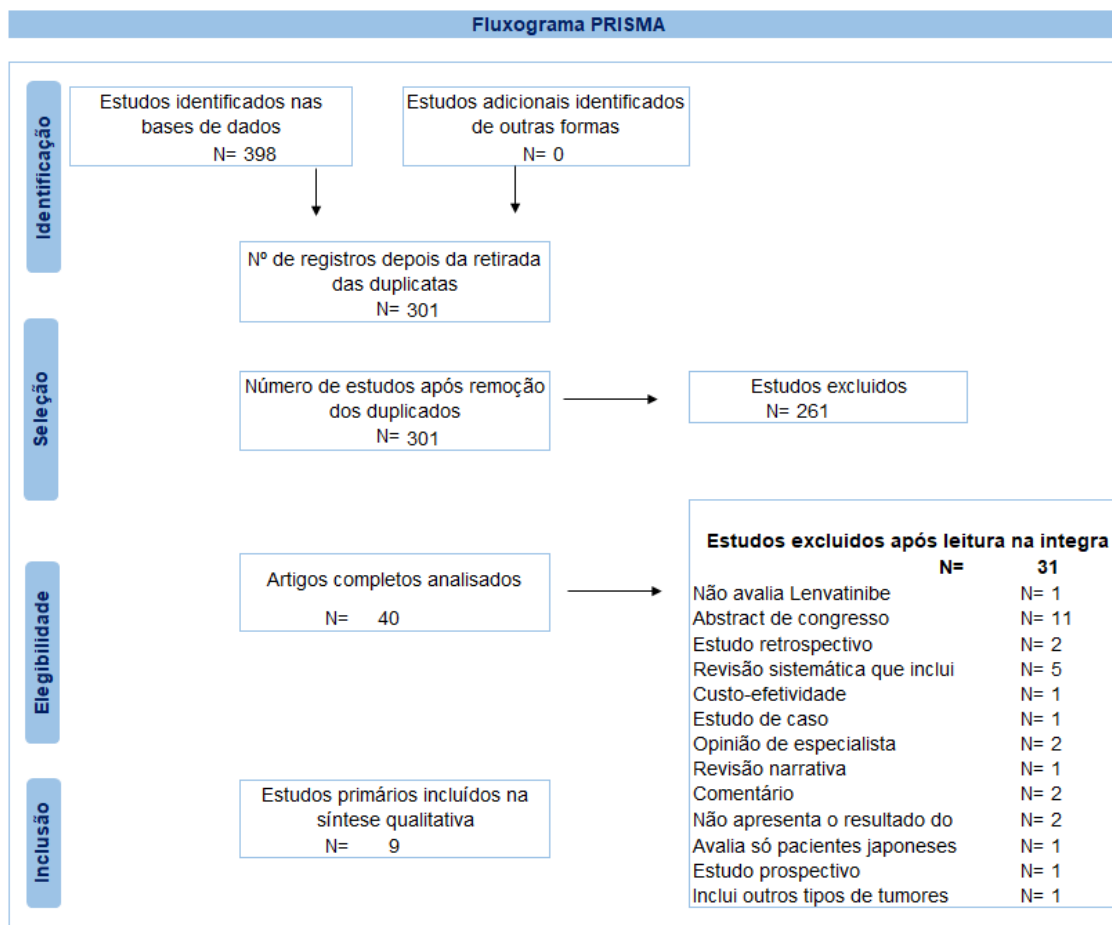 Fluxograma PRISMA
Identificação
Estudos identificados nas
bases de dados
N= 398
Estudos adicionais identificados
de outras formas
N= 0
Nº de registros depois da retirada
das duplicatas
N= 301
Seleção
Número de estudos após remoção
dos duplicados
N= 301
Estudos excluidos
N= 261
Elegibilidade
Artigos completos analisados
N= 40
Estudos excluidos após leitura na integra
N= 31
Não avalia Lenvatinibe N= 1
Abstract de congresso N= 11
Estudo retrospectivo N= 2
Revisão sistemática que inclui N= 5
Custo-efetividade N= 1
Estudo de caso N= 1
Opinião de especialista N= 2
Revisão narrativa N= 1
Comentário N= 2
Não apresenta o resultado do N= 2
Avalia só pacientes japoneses N= 1
Estudo prospectivo N= 1
Inclui outros tipos de tumores N= 1
Inclusão
Estudos primários incluídos na
síntese qualitativa
N= 9